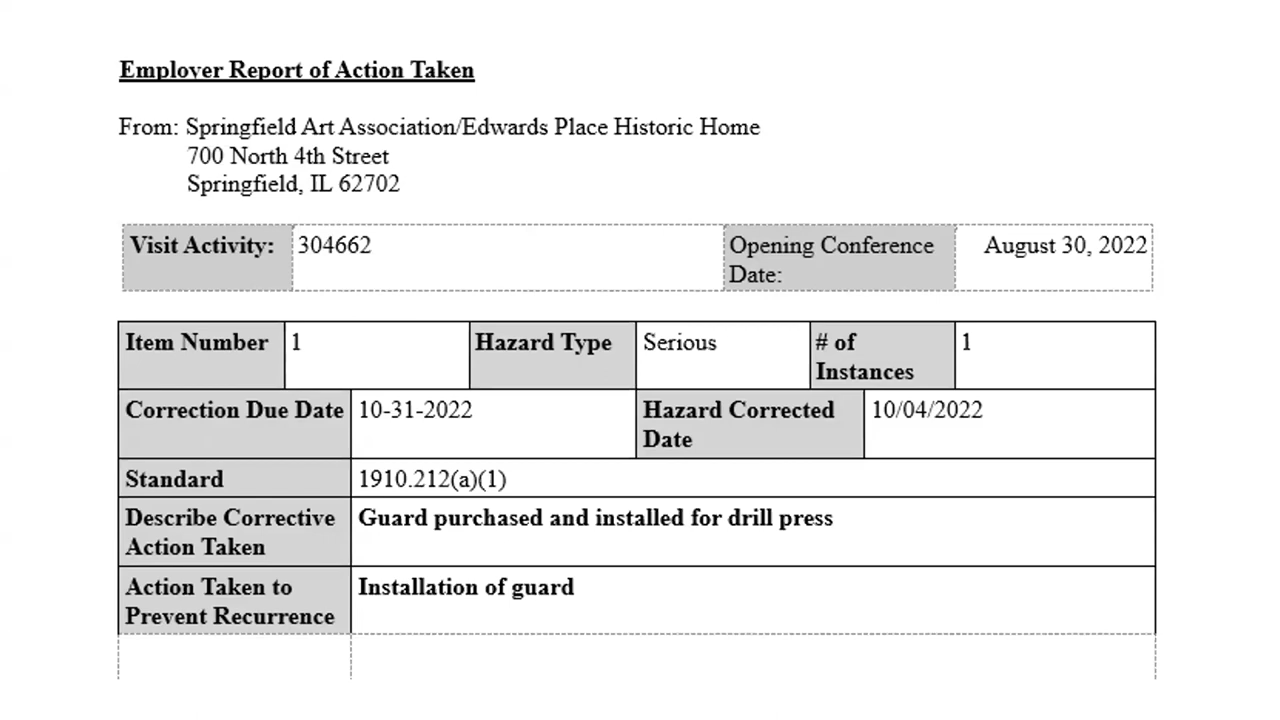 Employer Report of Action Taken
From: Springfield Art Association/Edwards Place Historic Home
700 North 4th Street
Springfield, IL 62702
Visit Activity: 304662 Opening Conference August 30, 2022
Date:
Item Number 1 Hazard Type Serious # of 1
Instances
Correction Due Date 10-31-2022 Hazard Corrected 10/04/2022
Date
Standard 1910.212(a)(1)
Describe Corrective Guard purchased and installed for drill press
Action Taken
Action Taken to Installation of guard
Prevent Recurrence